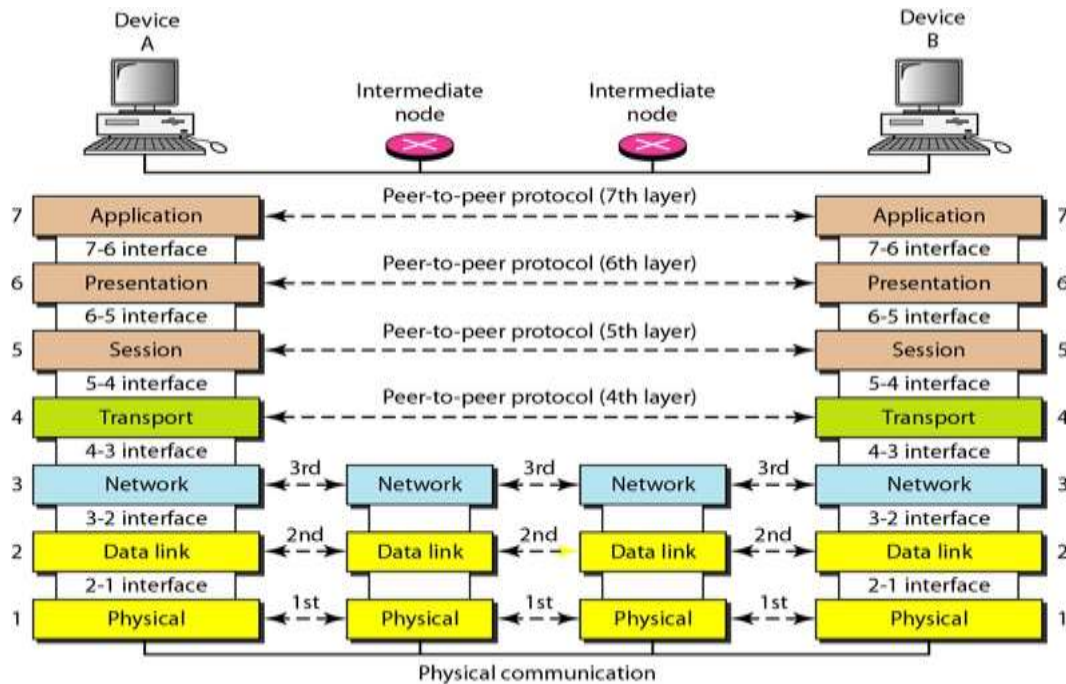 Device
A
Device
B
Intermediate
node
Intermediate
node
Peer-to-peer protocol (7th layer)
7 Application Application 7
7-6 interface 7-6 interface
Peer-to-peer protocol (6th layer)
6 Presentation Presentation 6
6-5 interface 6-5 interface
Peer-to-peer protocol (5th layer)
5 Session Session 5
5-4 interface 5-4 interface
Peer-to-peer protocol (4th layer)
4 Transport Transport 4
4-3 interface 4-3 interface
3rd 3rd 3rd
3 Network Network Network Network 3
3-2 interface 3-2 interface
2nd 2nd 2nd
2 Data link Data link Data link Data link 2
2-1 interface 2-1 interface
1st 1st 1st
1 Physical Physical Physical Physical 1
Physical communication